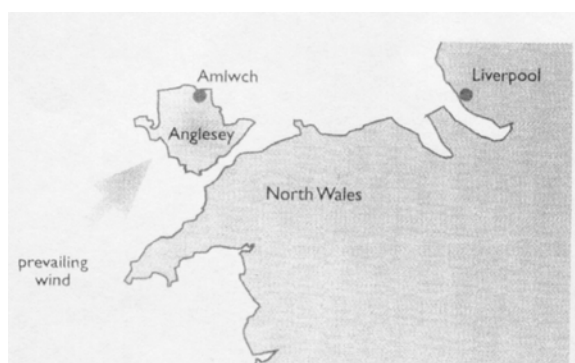 Amlwch
Liverpool
Anglesey
North Wales
prevailing
wind